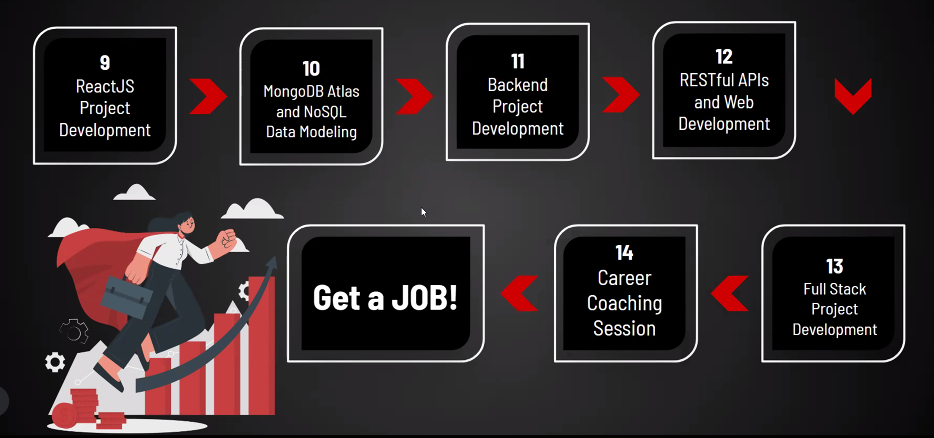 9
ReactJS
Project
Development
10
MongoDB Atlas
and NoSQL
Data Modeling
11
Backend
Project
Development
12
RESTful APIs
and Web
Development
13
Full Stack
Project
Development
14
Career
Coaching
Session
Get a JOB!